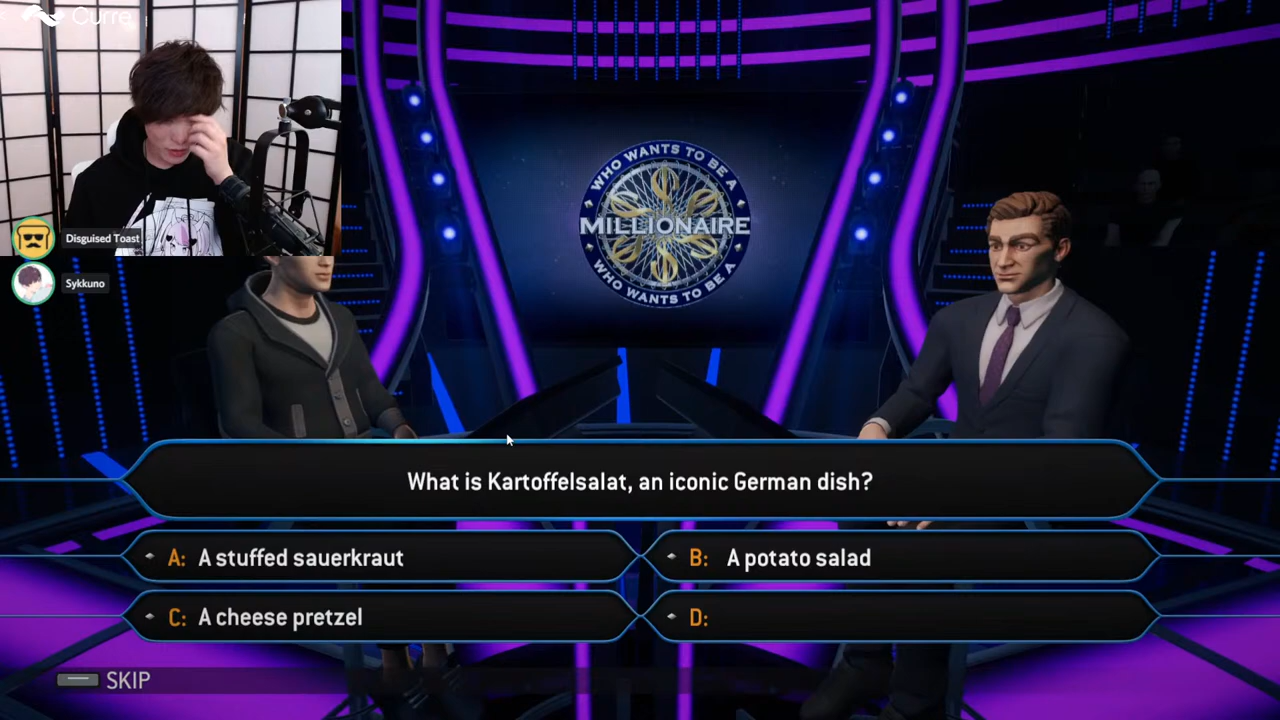 Curre
Disguised Toast
Sykkuno
WHO WANTS TO BE A
MILLIONAIRE
WHO WANTS TO BE A
What is Kartoffelsalat, an iconic German dish?
A: A stuffed sauerkraut
B: A potato salad
C: A cheese pretzel
D:
SKIP